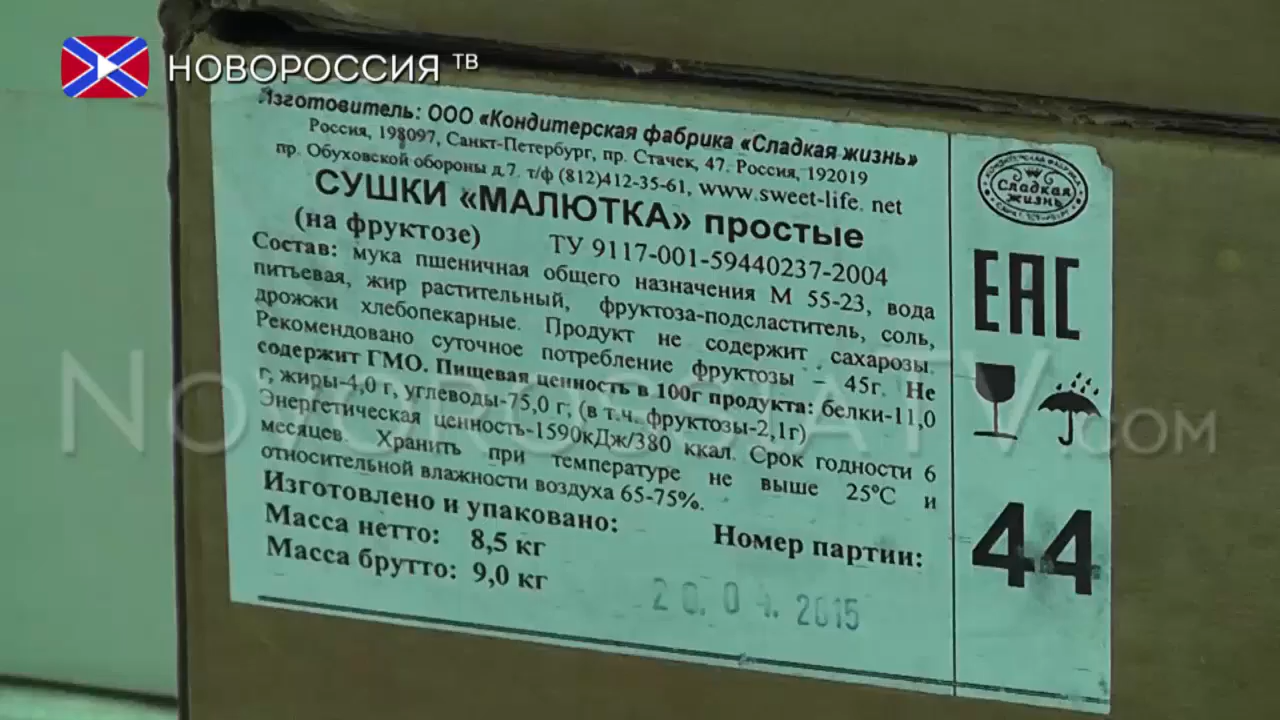 НОВОРОССИЯ ТВ
Изготовитель: ООО «Кондитерская фабрика «Сладкая жизнь»
Россия, 198097, Санкт-Петербург, пр. Стачек, 47. Россия, 192019
пр. Обуховской обороны д.7. т/ф (812)412-35-61, www.sweet-life. net
СУШКИ «МАЛЮТКА» простые
(на фруктозе) ТУ 9117-001-59440237-2004
Состав: мука пшеничная общего назначения М 55-23, вода
питьевая, жир растительный, фруктоза-подсластитель, соль,
дрожжи хлебопекарные. Продукт не содержит сахарозы.
Рекомендовано суточное потребление фруктозы – 45г. Не
содержит ГМО. Пищевая ценность в 100г продукта: белки-11,0
г, жиры-4,0 г, углеводы-75,0 г; (в т.ч. фруктозы-2,1г)
Энергетическая ценность-1590кДж/380 ккал. Срок годности 6
месяцев. Хранить при температуре не выше 25°С и
относительной влажности воздуха 65-75%.
Изготовлено и упаковано:
Номер партии:
Масса нетто: 8,5 кг
Масса брутто: 9,0 кг
2015
Сладкая
жизнь
ЕАС
44
NOVOROSSIATV.COM